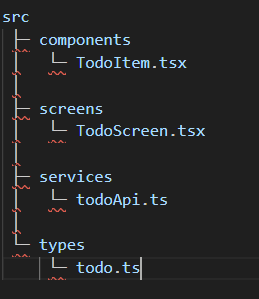 src
├─ components
│   └─ TodoItem.tsx
│
├─ screens
│   └─ TodoScreen.tsx
│
├─ services
│   └─ todoApi.ts
│
└─ types
    └─ todo.ts